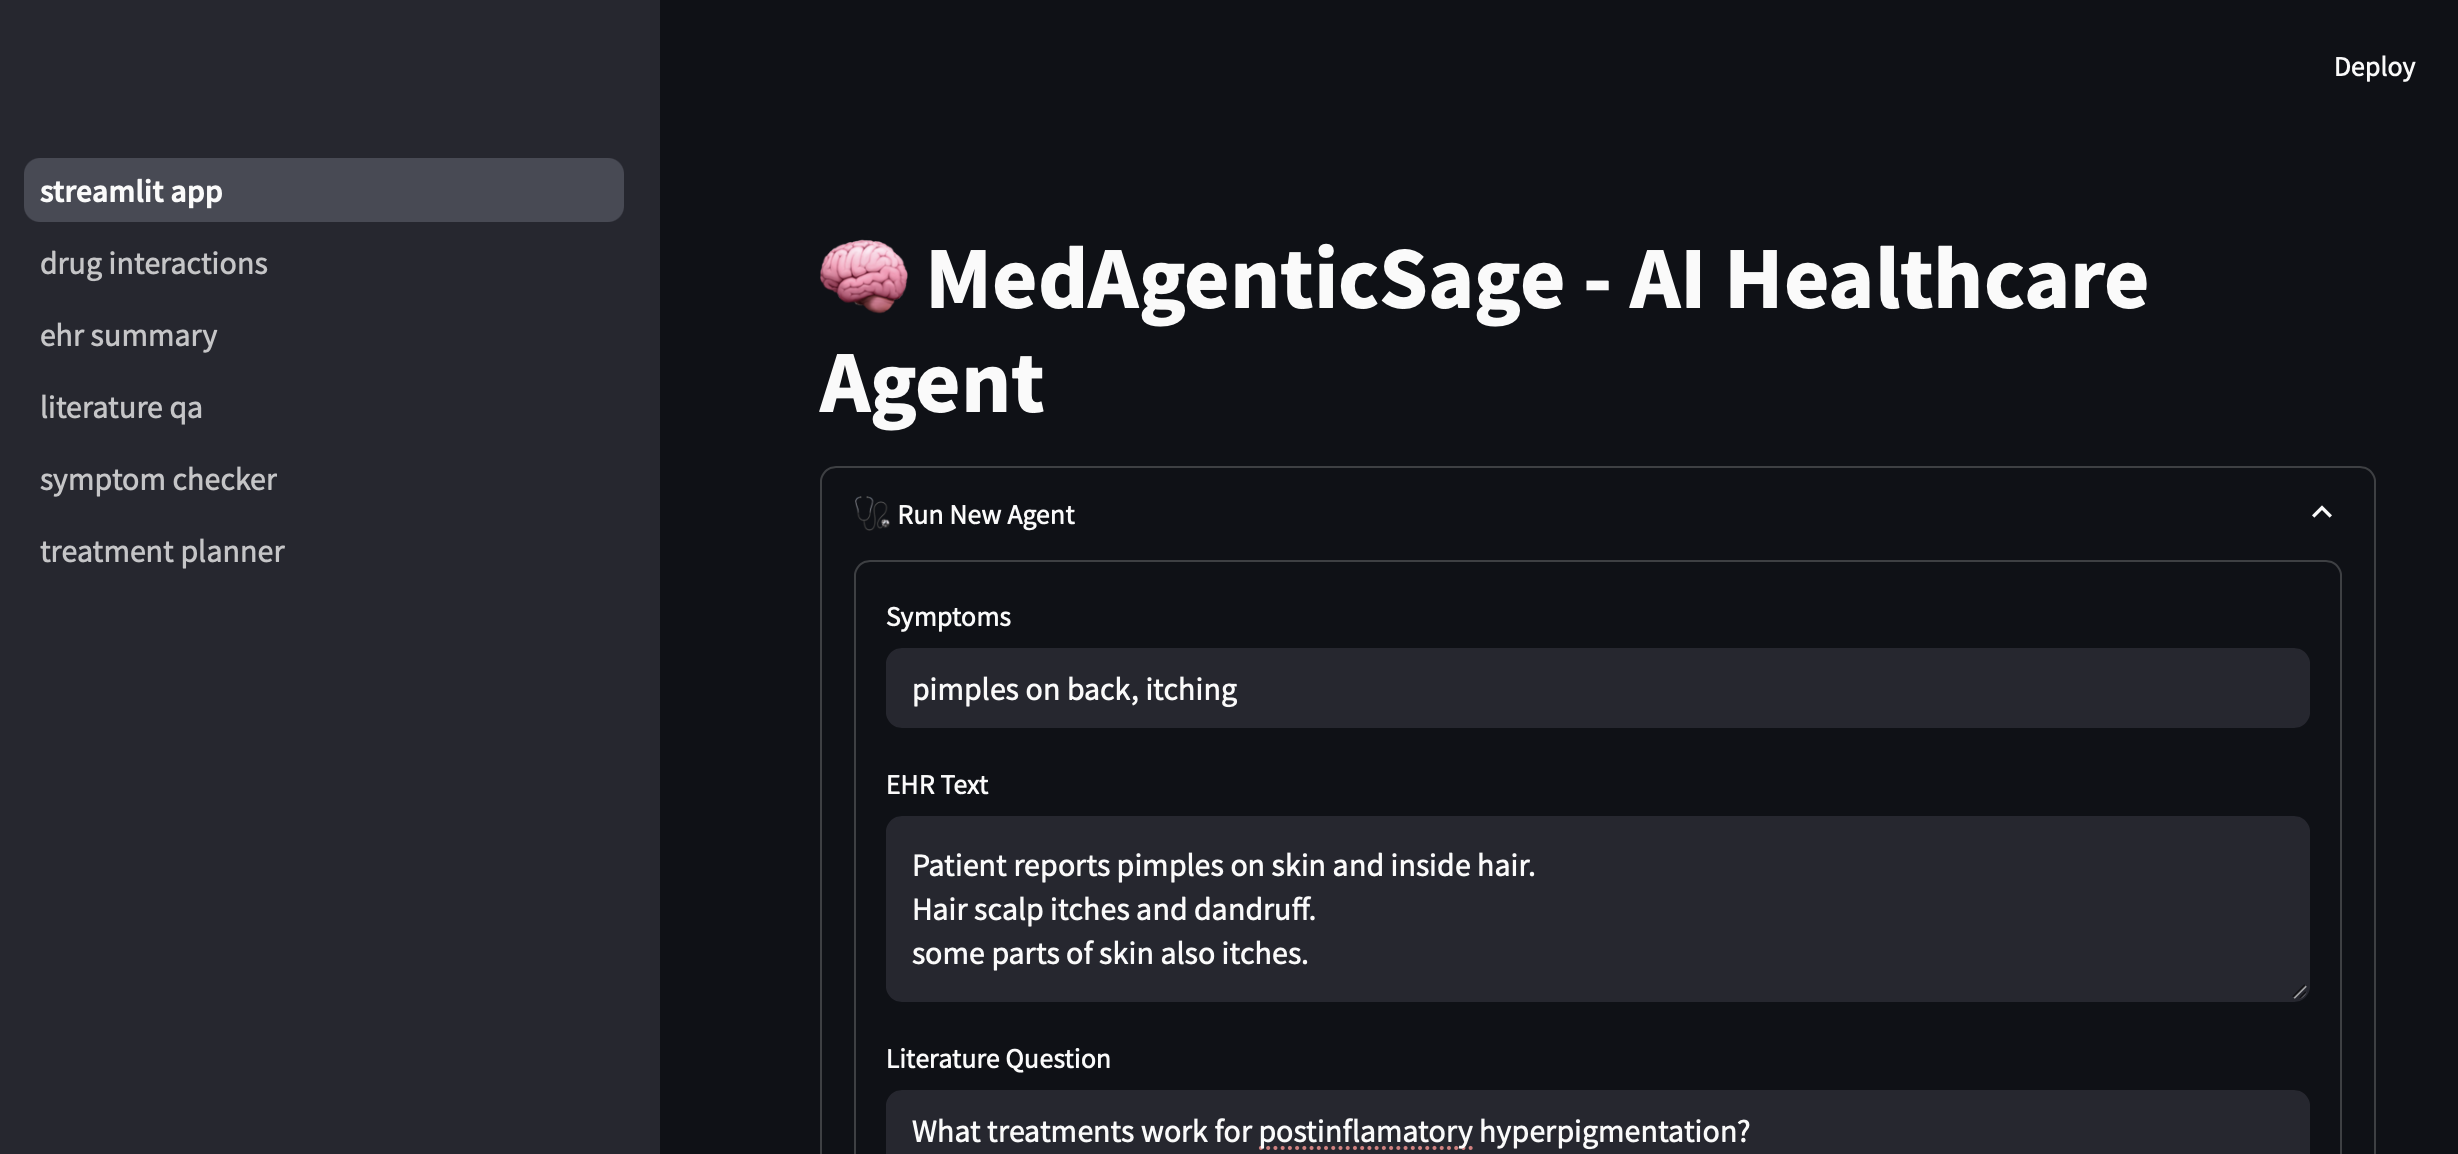 Deploy
streamlit app
drug interactions
ehr summary
literature qa
symptom checker
treatment planner
🧠 MedAgenticSage - AI Healthcare
Agent
🩺 Run New Agent
Symptoms
pimples on back, itching
EHR Text
Patient reports pimples on skin and inside hair.
Hair scalp itches and dandruff.
some parts of skin also itches.
Literature Question
What treatments work for postinflamatory hyperpigmentation?